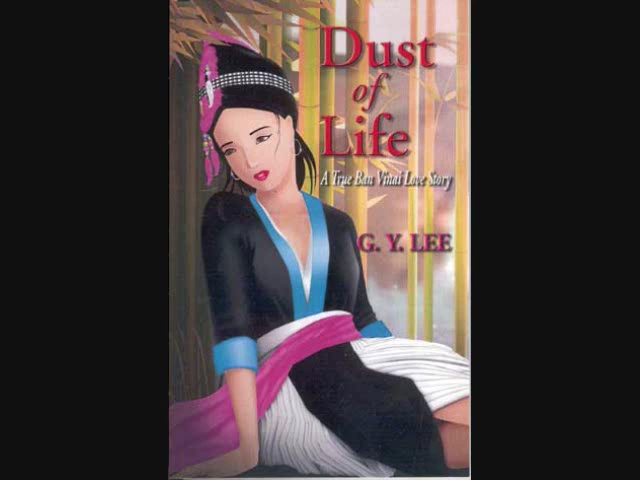 Dust
of
Life
A True Ban Vinai Love Story
G. Y. LEE